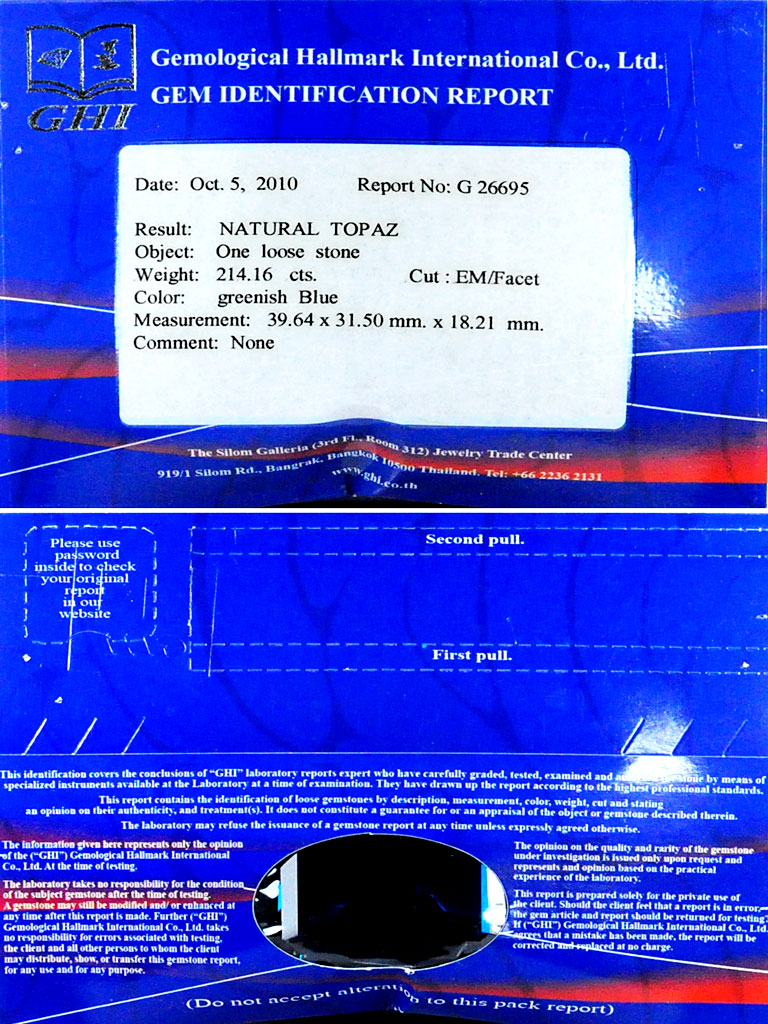 GHI
Gemological Hallmark International Co., Ltd.
GEM IDENTIFICATION REPORT
Date: Oct. 5, 2010 Report No: G 26695
Result: NATURAL TOPAZ
Object: One loose stone
Weight: 214.16 cts. Cut : EM/Facet
Color: greenish Blue
Measurement: 39.64 x 31.50 mm. x 18.21 mm.
Comment: None
The Silom Galleria (3rd Fl., Room 312) Jewelry Trade Center
919/1 Silom Rd., Bangrak, Bangkok 10500 Thailand. Tel: +66 2236 2131
www.ghi.co.th
Please use
password
inside to check
your original
report
in our
website
Second pull.
First pull.
This identification covers the conclusions of “GHI” laboratory reports expert who have carefully graded, tested, examined and stone by means of
specialized instruments available at the Laboratory at a time of examination. They have drawn up the report according to the highest professional standards.
This report contains the identification of loose gemstones by description, measurement, color, weight, cut and stating
an opinion on their authenticity, and treatment(s). It does not constitute a guarantee for or an appraisal of the object or gemstone described therein.
The laboratory may refuse the issuance of a gemstone report at any time unless expressly agreed otherwise.
The information given here represents only the opinion
of the (“GHI”) Gemological Hallmark International
Co., Ltd. At the time of testing.
The laboratory takes no responsibility for the condition
of the subject gemstone after the time of testing.
A gemstone may still be modified and/ or enhanced at
any time after this report is made. Further (“GHI”)
Gemological Hallmark International Co., Ltd. takes
no responsibility for errors associated with testing,
the client and all other persons to whom the client
may distribute, show, or transfer this gemstone report,
for any use and for any purpose.
The opinion on the quality and rarity of the gemstone
under investigation is issued only upon request and
represents and opinion based on the practical
experience of the laboratory.
This report is prepared solely for the private use of
the client. Should the client feel that a report is in error,
the gem article and report should be returned for testing.
If (“GHI”) Gemological Hallmark International Co., Ltd.
agrees that a mistake has been made, the report will be
corrected and replaced at no charge.
(Do not accept alteration to this pack report)